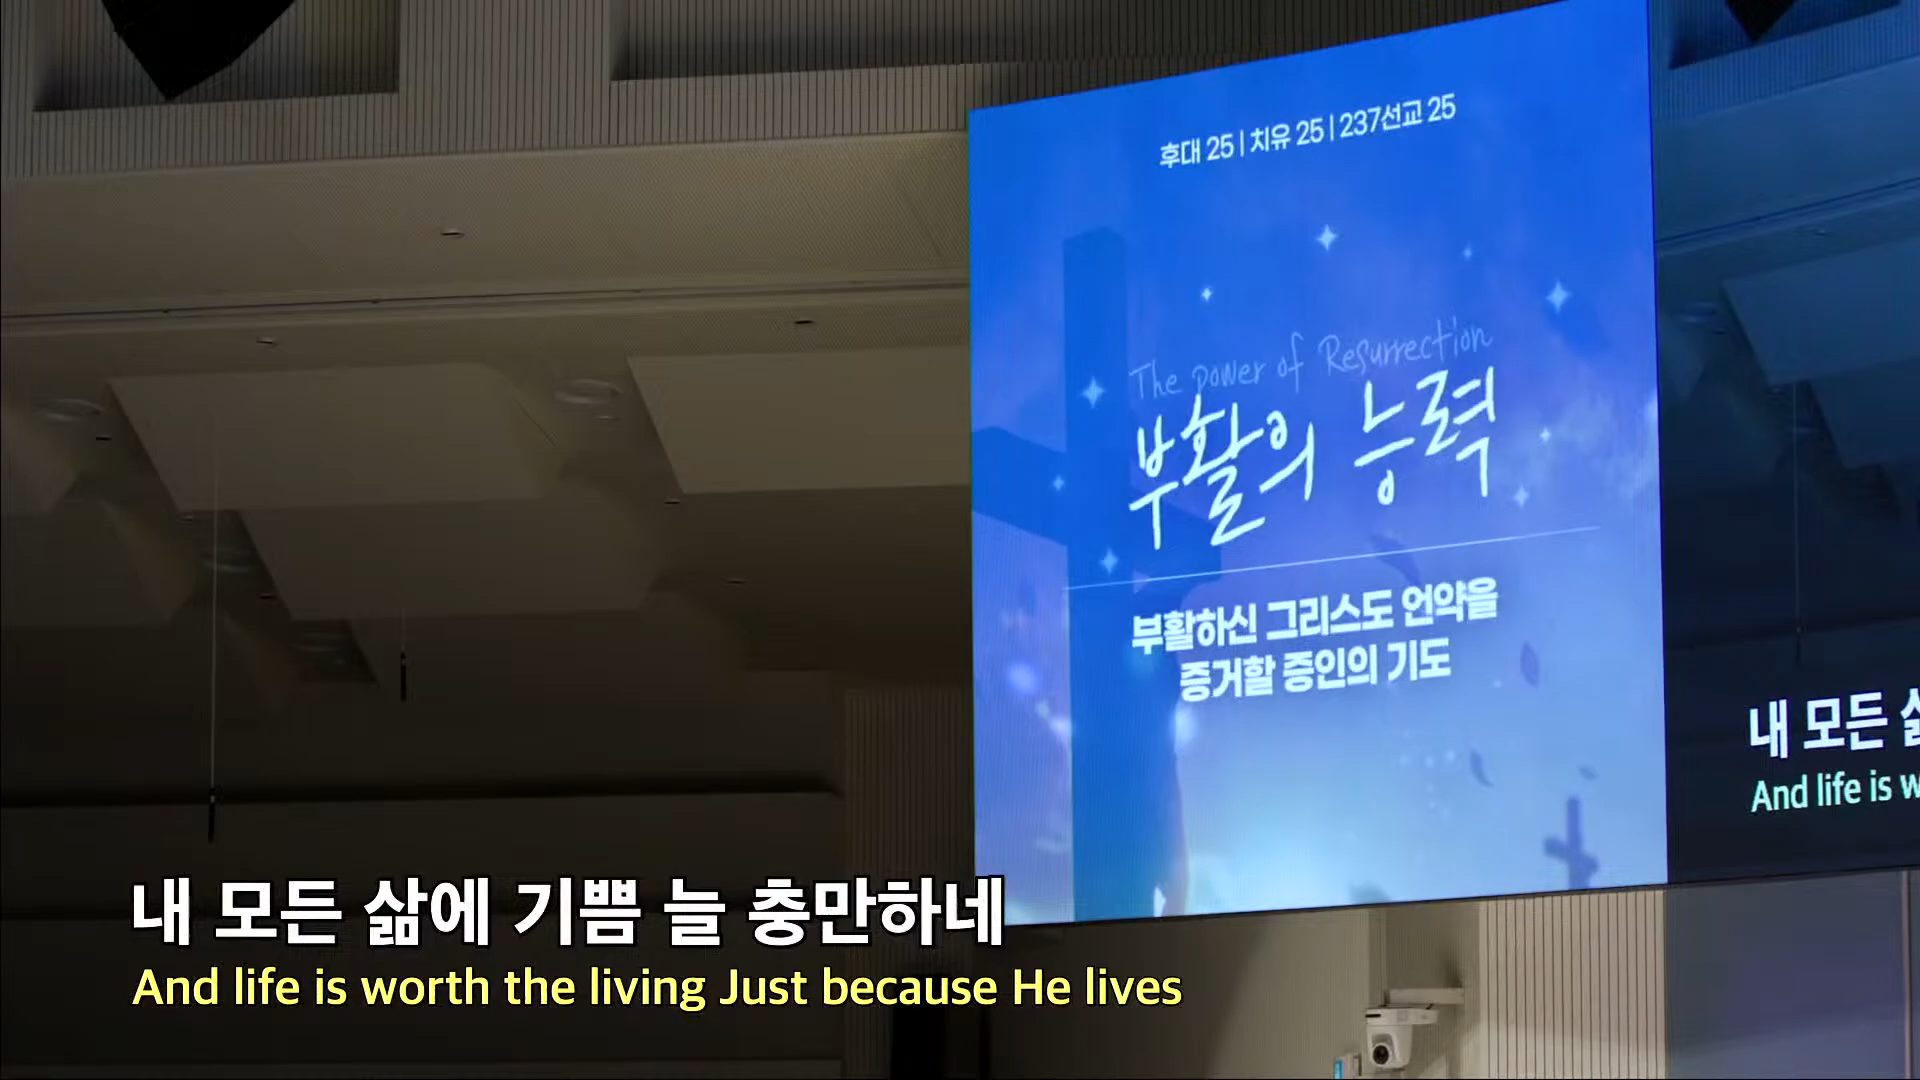 후대 25 | 치유 25 | 237선교 25
The power of Resurrection
부활의 능력
부활하신 그리스도 언약을
증거할 증인의 기도
내 모든
And life is
내 모든 삶에 기쁨 늘 충만하네
And life is worth the living Just because He lives